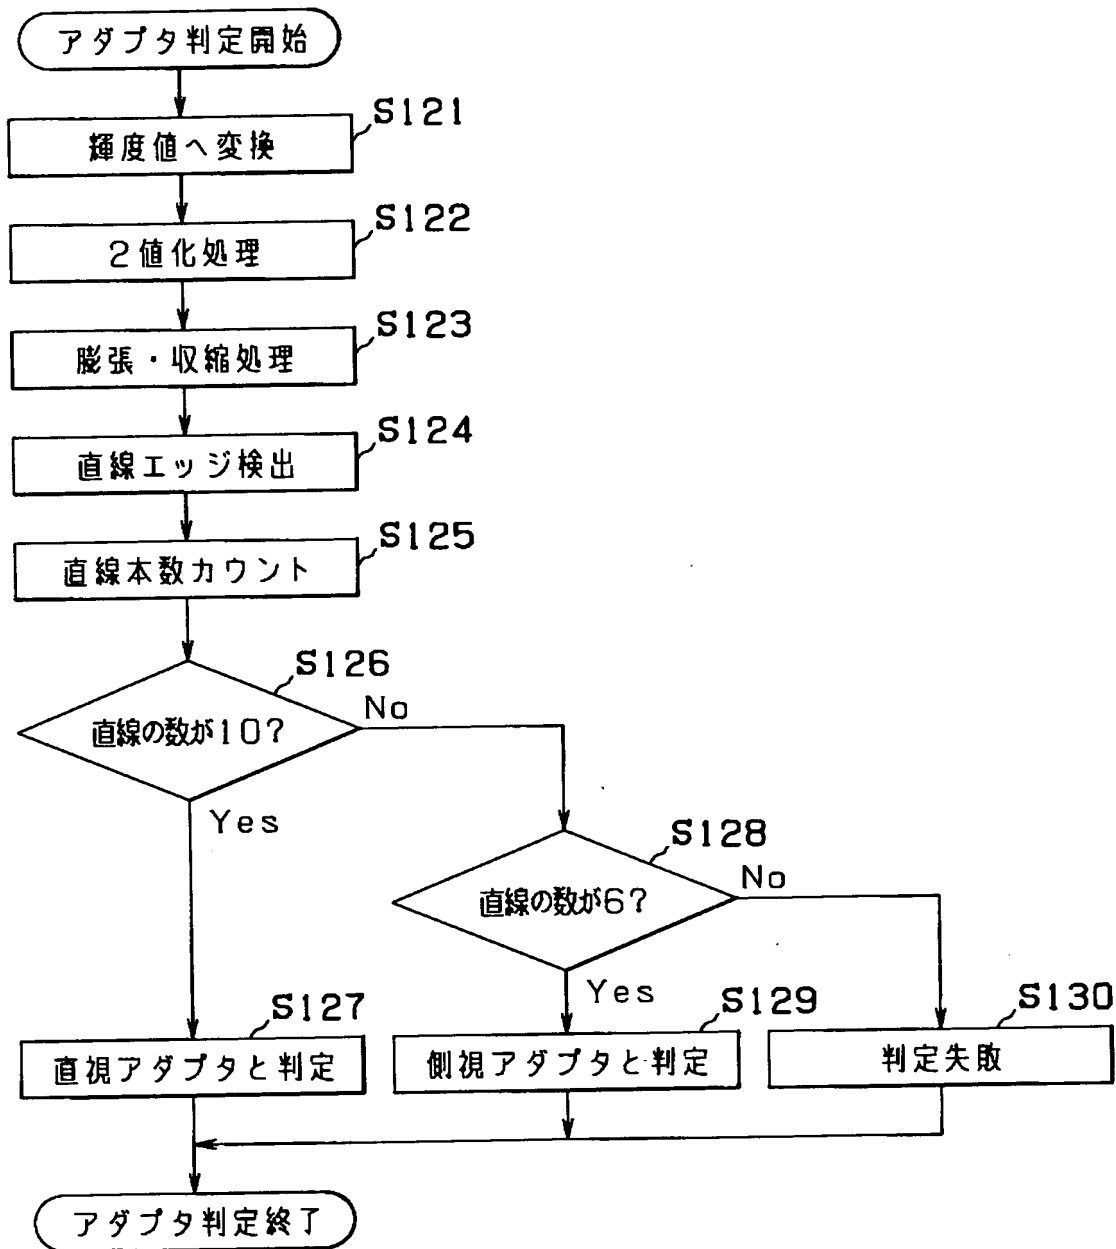 アダプタ判定開始
S121
輝度値へ変換
S122
2値化処理
S123
膨張・収縮処理
S124
直線エッジ検出
S125
直線本数カウント
S126
直線の数が10?
No
Yes
S128
直線の数が6?
No
Yes
S127
直視アダプタと判定
S129
側視アダプタと判定
S130
判定失敗
アダプタ判定終了